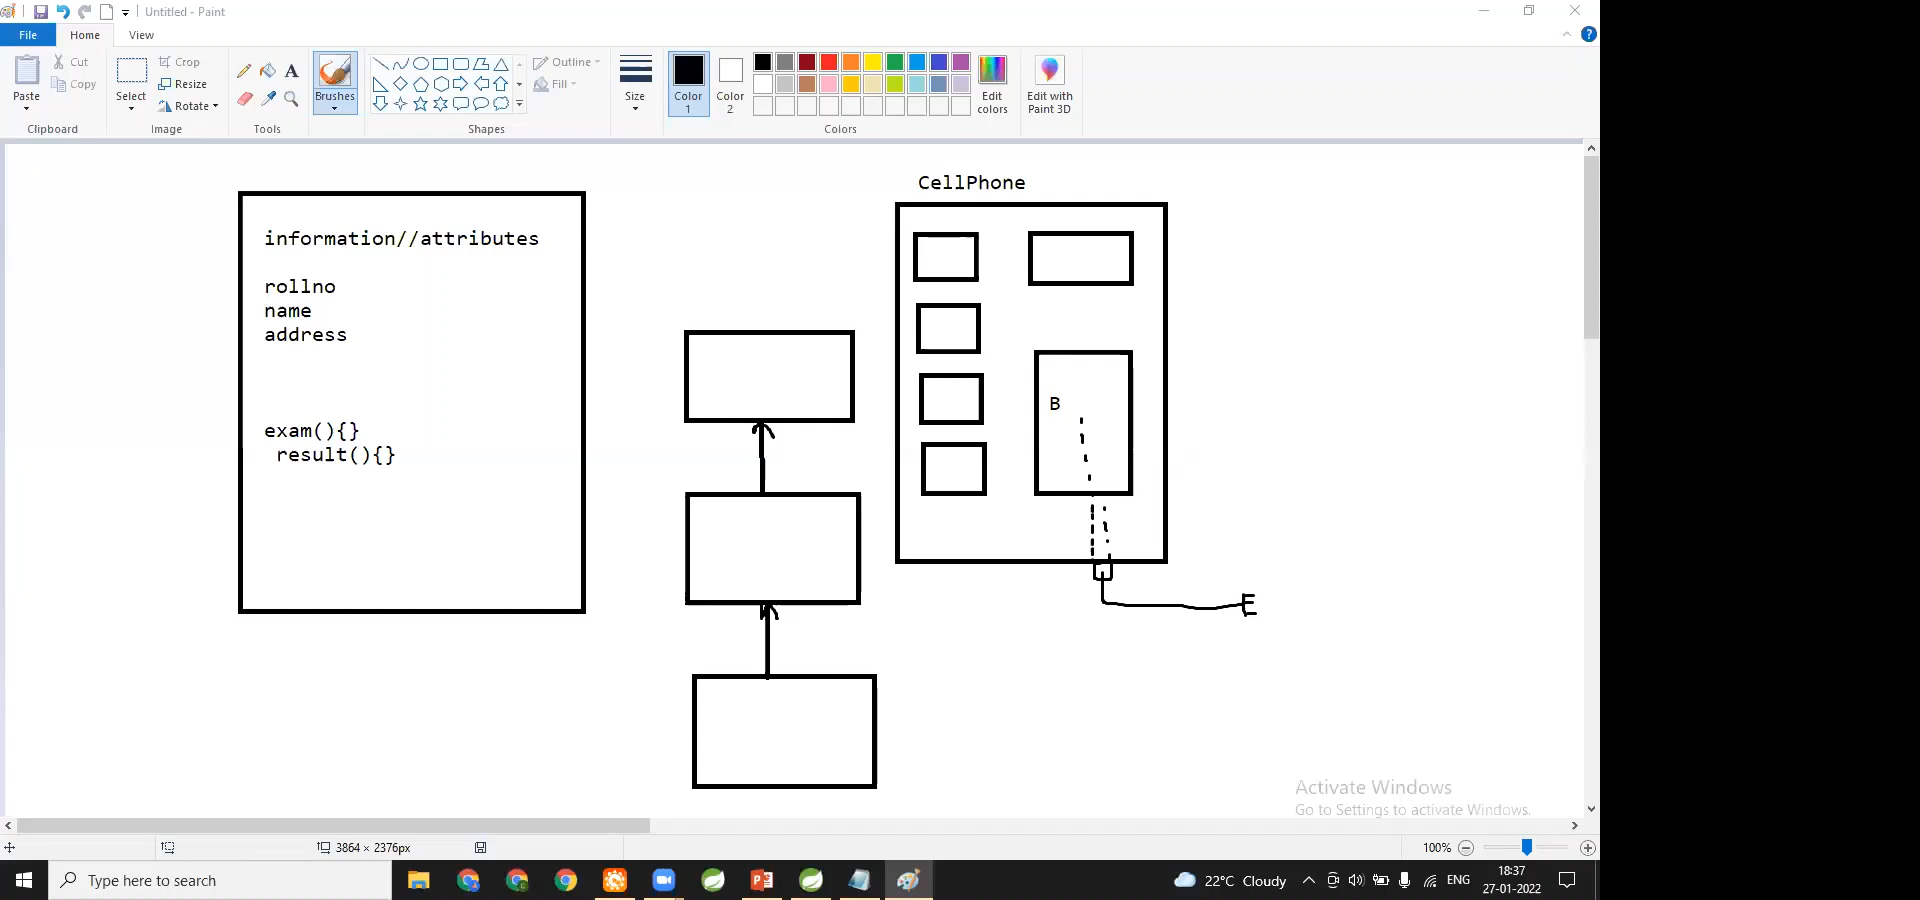 Untitled - Paint
File
Home
View
Paste
Cut
Copy
Clipboard
Select
Crop
Resize
Rotate
Image
Tools
Brushes
Shapes
Outline
Fill
Size
Color
1
Color
2
Edit
colors
Edit with
Paint 3D
Colors
CellPhone
information//attributes
rollno
name
address
exam(){}
result(){}
B
E
Activate Windows
Go to Settings to activate Windows.
3864 × 2376px
100%
Type here to search
22°C Cloudy
ENG
18:37
27-01-2022